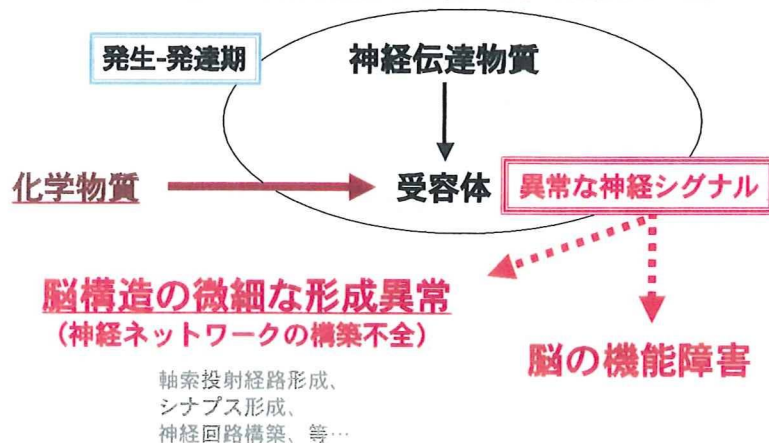 発生-発達期
神経伝達物質
化学物質
受容体
異常な神経シグナル
脳構造の微細な形成異常
(神経ネットワークの構築不全)
脳の機能障害
軸索投射経路形成、
シナプス形成、
神経回路構築、等…